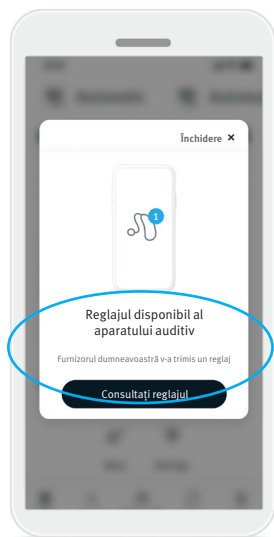 Închidere ×
1
Reglajul disponibil al
aparatului auditiv
Furnizorul dumneavoastră v-a trimis un reglaj
Consultați reglajul